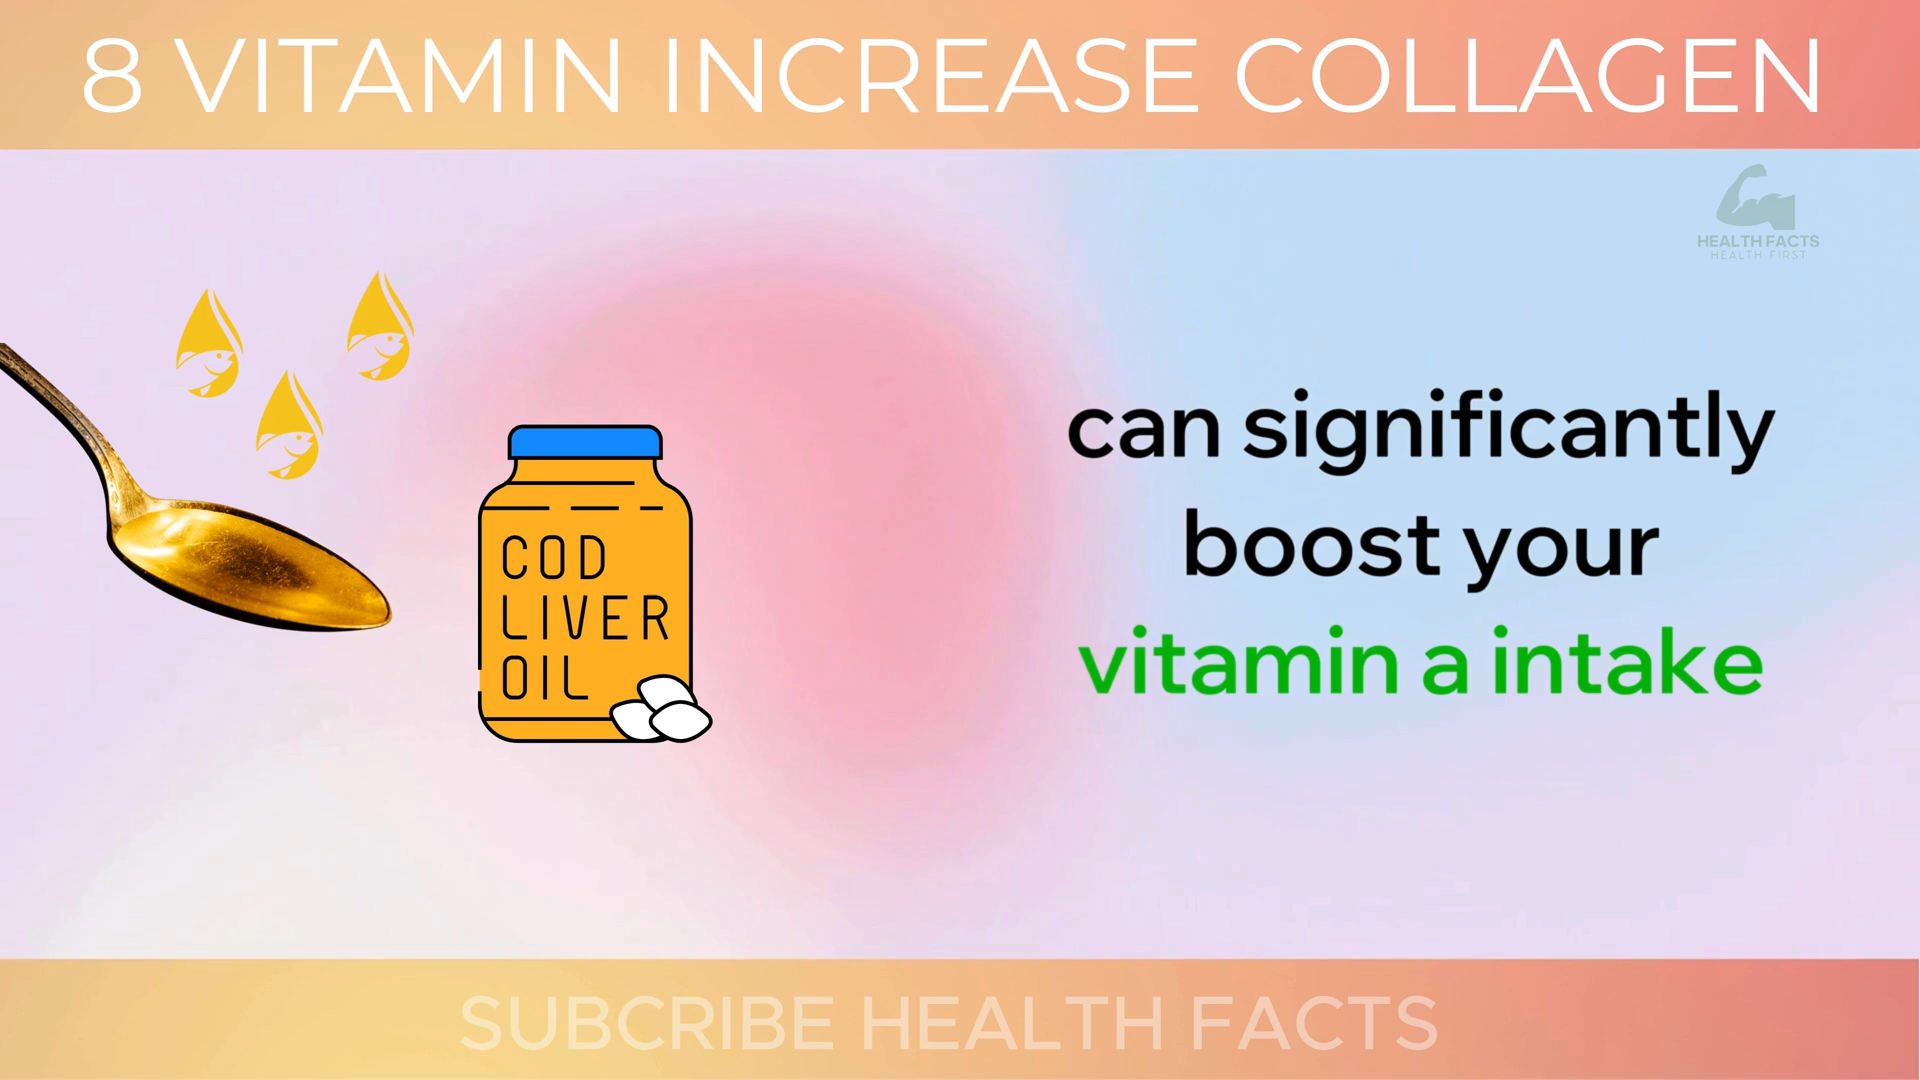 8 VITAMIN INCREASE COLLAGEN
HEALTH FACTS
HEALTH FIRST
can significantly
boost your
vitamin a intake
COD
LIVER
OIL
SUBCRIBE HEALTH FACTS